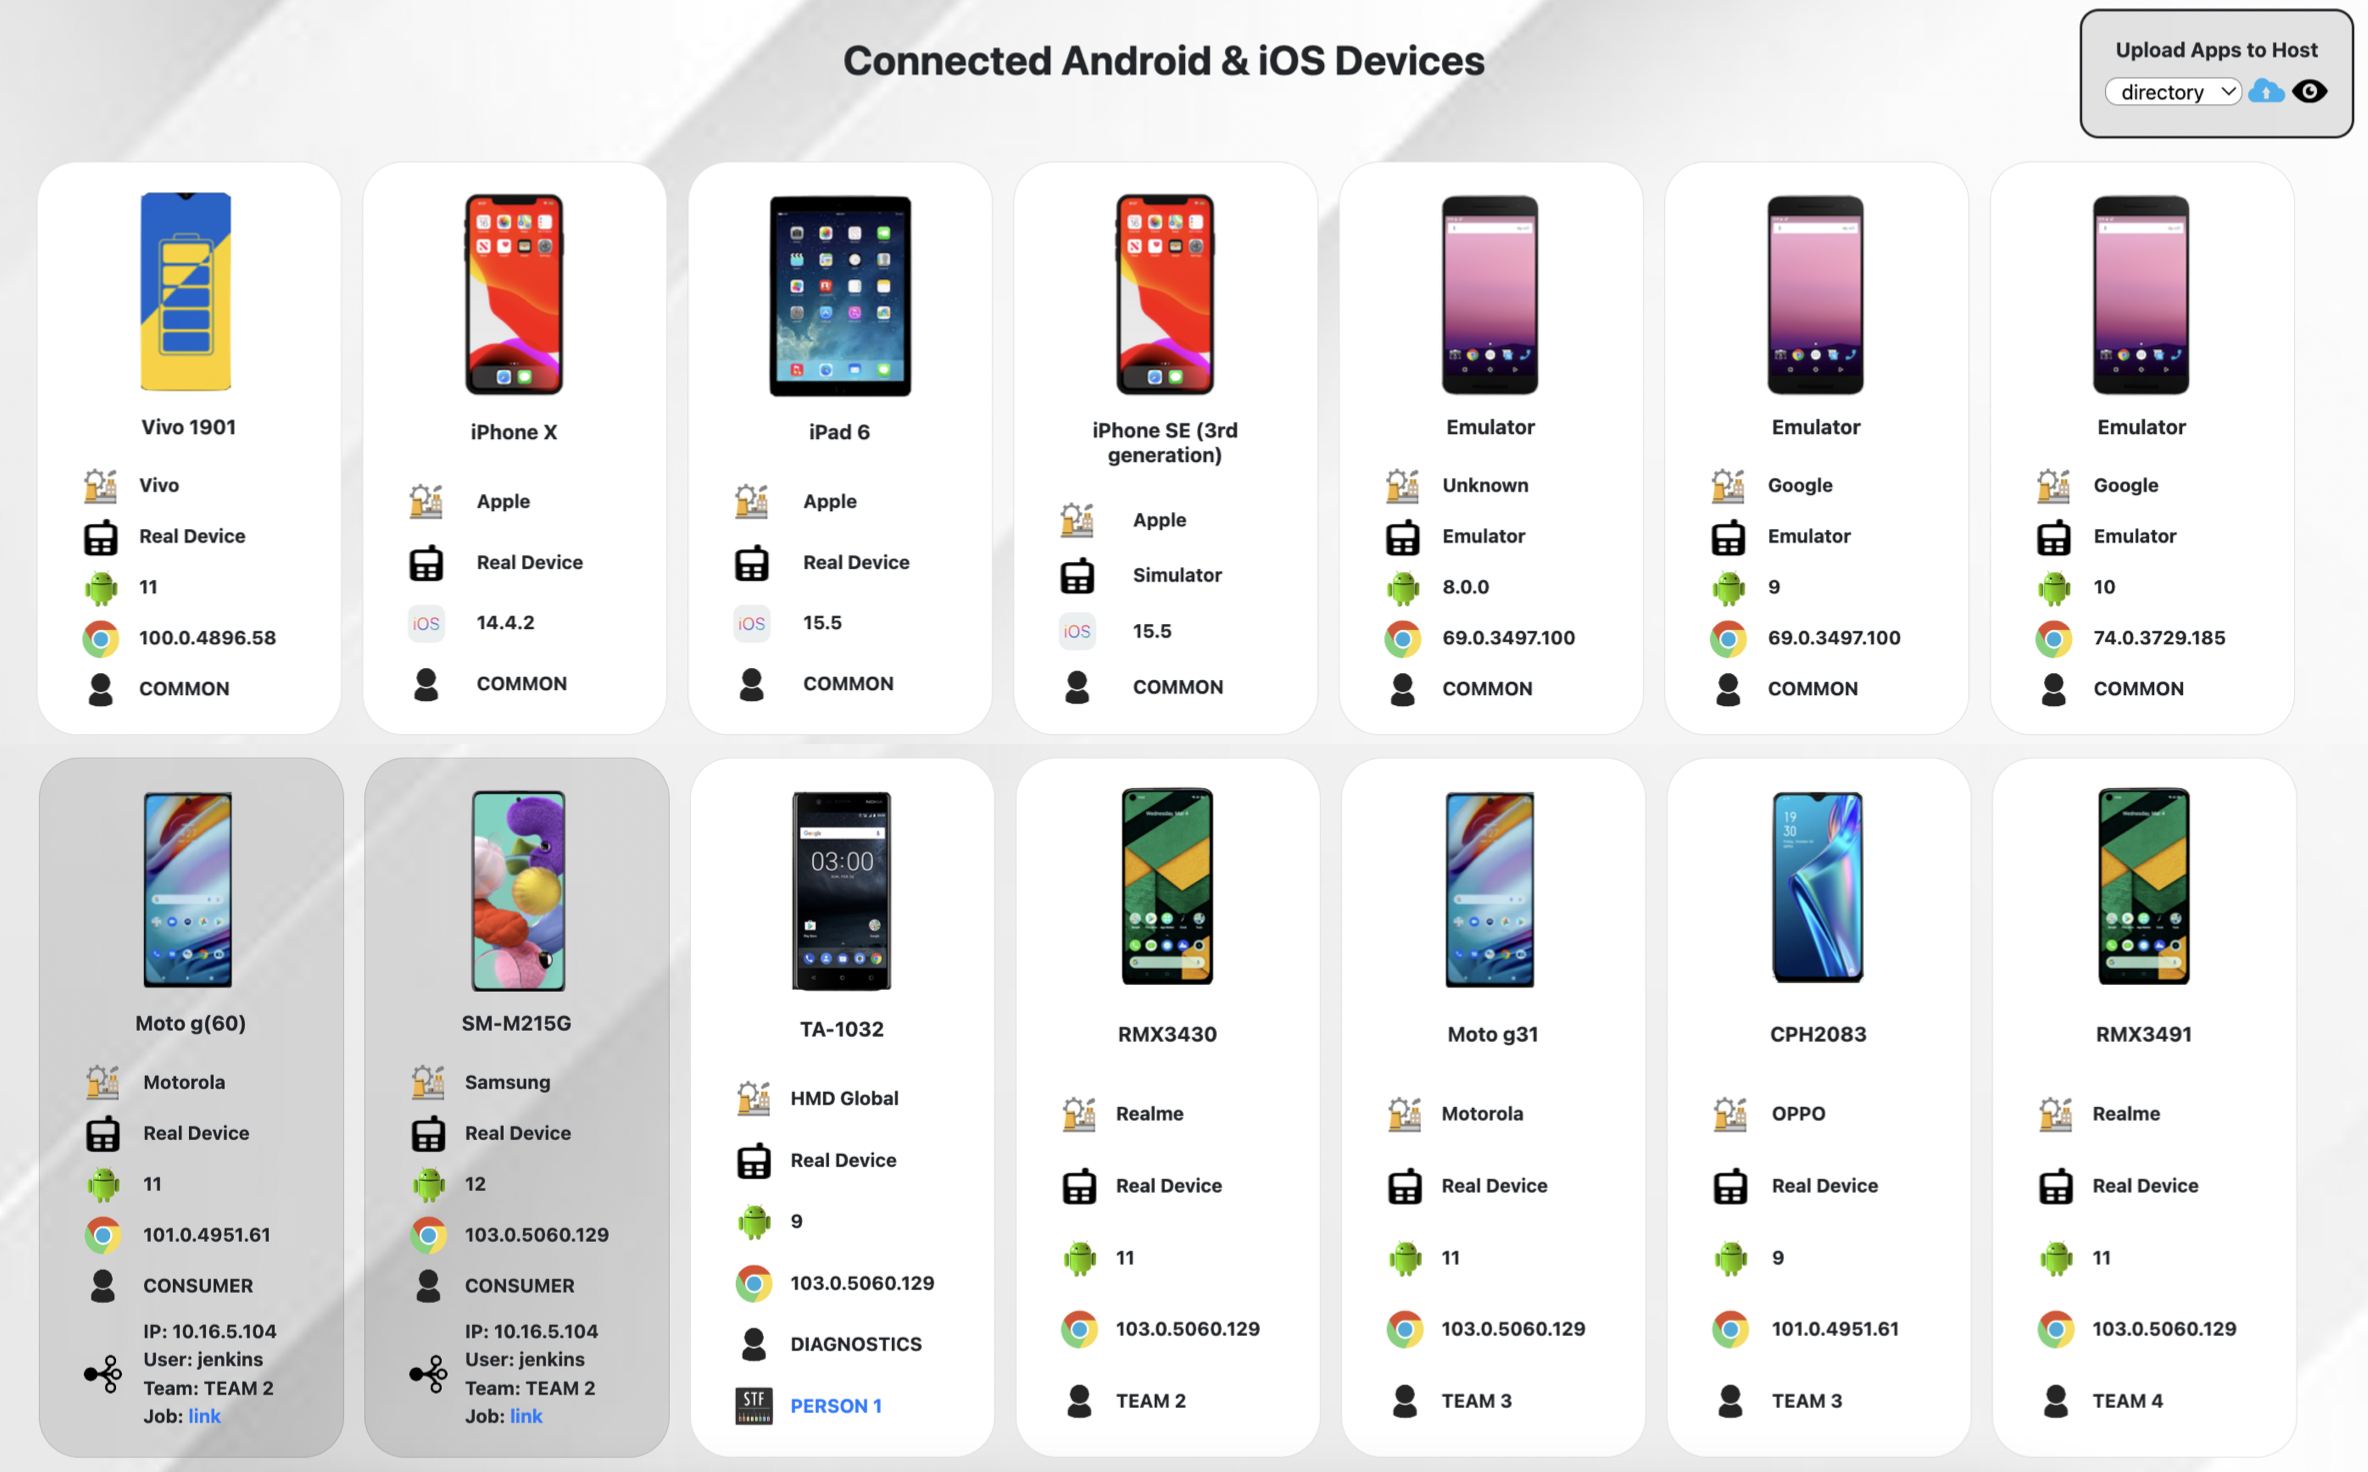 Connected Android & iOS Devices
Upload Apps to Host
directory
Vivo 1901
Vivo
Real Device
11
100.0.4896.58
COMMON
iPhone X
Apple
Real Device
iOS
14.4.2
COMMON
iPad 6
Apple
Real Device
iOS
15.5
COMMON
iPhone SE (3rd
generation)
Apple
Simulator
iOS
15.5
COMMON
Emulator
Unknown
Emulator
8.0.0
69.0.3497.100
COMMON
Emulator
Google
Emulator
9
69.0.3497.100
COMMON
Emulator
Google
Emulator
10
74.0.3729.185
COMMON
Moto g(60)
Motorola
Real Device
11
101.0.4951.61
CONSUMER
IP: 10.16.5.104
User: jenkins
Team: TEAM 2
Job: link
SM-M215G
Samsung
Real Device
12
103.0.5060.129
CONSUMER
IP: 10.16.5.104
User: jenkins
Team: TEAM 2
Job: link
Google
03:00
TA-1032
HMD Global
Real Device
9
103.0.5060.129
DIAGNOSTICS
STF
PERSON 1
RMX3430
Realme
Real Device
11
103.0.5060.129
TEAM 2
Moto g31
Motorola
Real Device
11
103.0.5060.129
TEAM 3
19
30
CPH2083
OPPO
Real Device
9
101.0.4951.61
TEAM 3
RMX3491
Realme
Real Device
11
103.0.5060.129
TEAM 4